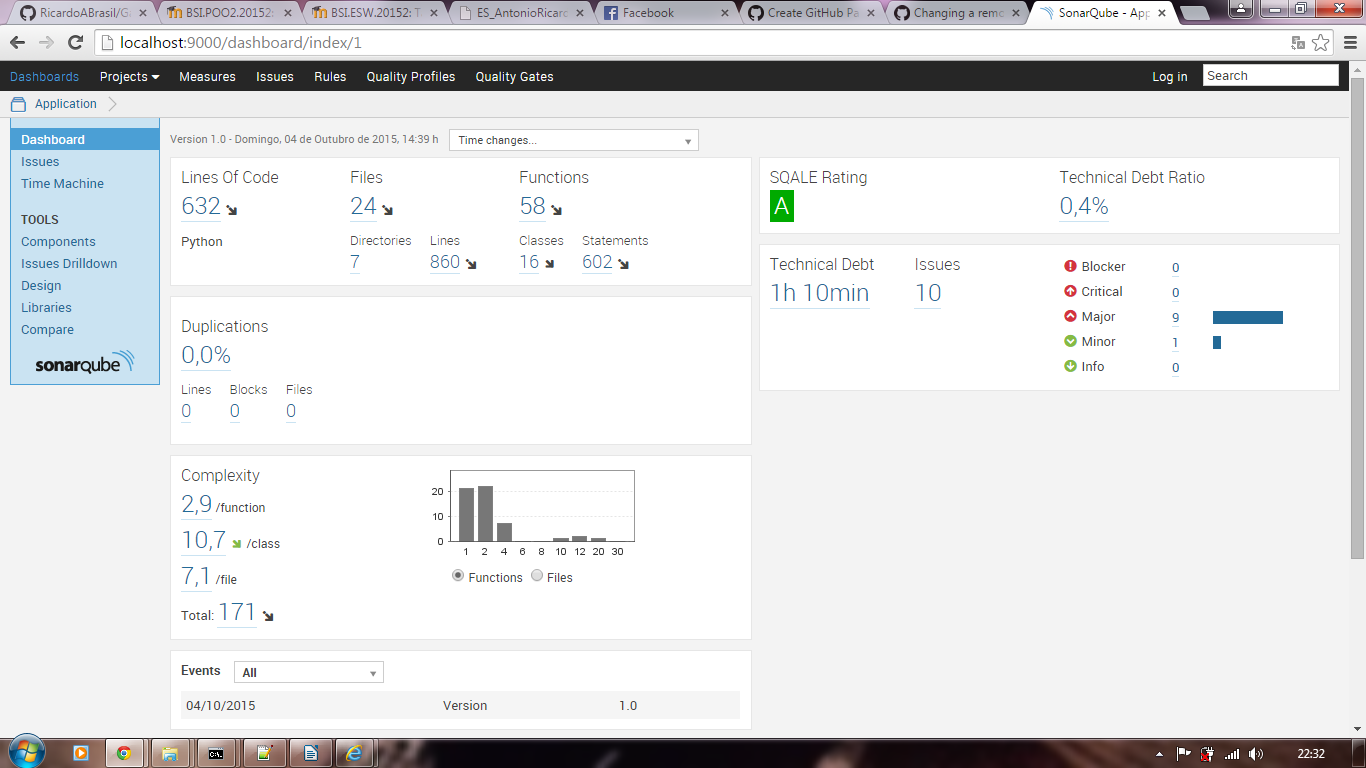 RicardoABrasil/G
BSI.POO2.20152:
BSI.ESW.20152: T
ES_AntonioRicard
Facebook
Create GitHub Pa
Changing a remo
SonarQube - App
localhost:9000/dashboard/index/1
Dashboards Projects Measures Issues Rules Quality Profiles Quality Gates Log in Search
Application
Dashboard
Issues
Time Machine
TOOLS
Components
Issues Drilldown
Design
Libraries
Compare
sonarqube
Version 1.0 - Domingo, 04 de Outubro de 2015, 14:39 h Time changes...
Lines Of Code Files Functions
632 24 58
Python Directories Lines Classes Statements
7 860 16 602
Duplications
0,0%
Lines Blocks Files
0 0 0
Complexity
2,9 /function
10,7 /class
7,1 /file
Total: 171
20
10
0
1 2 4 6 8 10 12 20 30
Functions Files
Events All
04/10/2015 Version 1.0
SQALE Rating Technical Debt Ratio
A 0,4%
Technical Debt Issues
1h 10min 10
Blocker 0
Critical 0
Major 9
Minor 1
Info 0
C:\
22:32